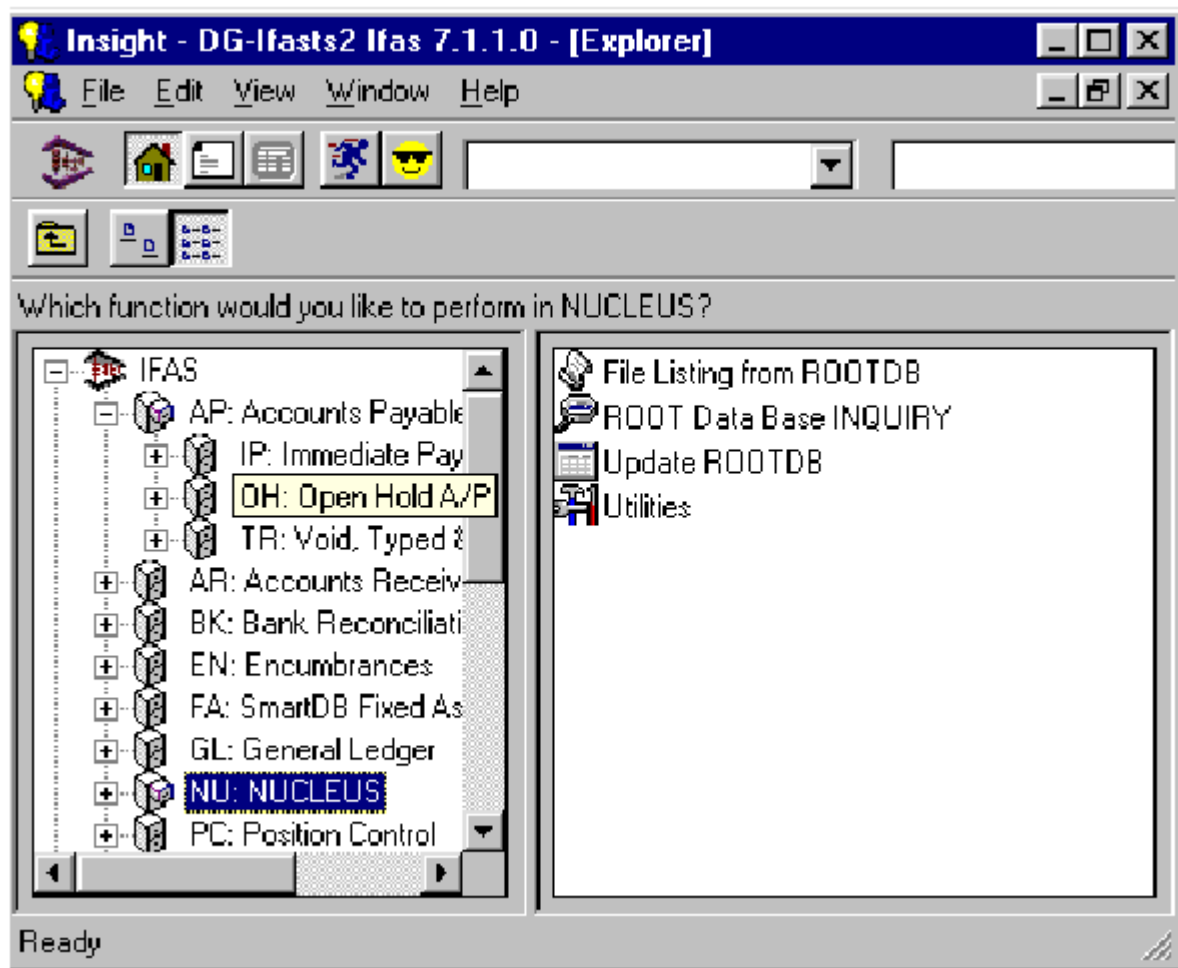 Insight - DG-Ifasts2 Ifas 7.1.1.0 - [Explorer]
File Edit View Window Help
Which function would you like to perform in NUCLEUS?
IFAS
AP: Accounts Payable
IP: Immediate Pay
OH: Open Hold A/P
TR: Void, Typed &
AR: Accounts Receiv
BK: Bank Reconciliati
EN: Encumbrances
FA: SmartDB Fixed As
GL: General Ledger
NU: NUCLEUS
PC: Position Control
File Listing from ROOTDB
ROOT Data Base INQUIRY
Update ROOTDB
Utilities
Ready